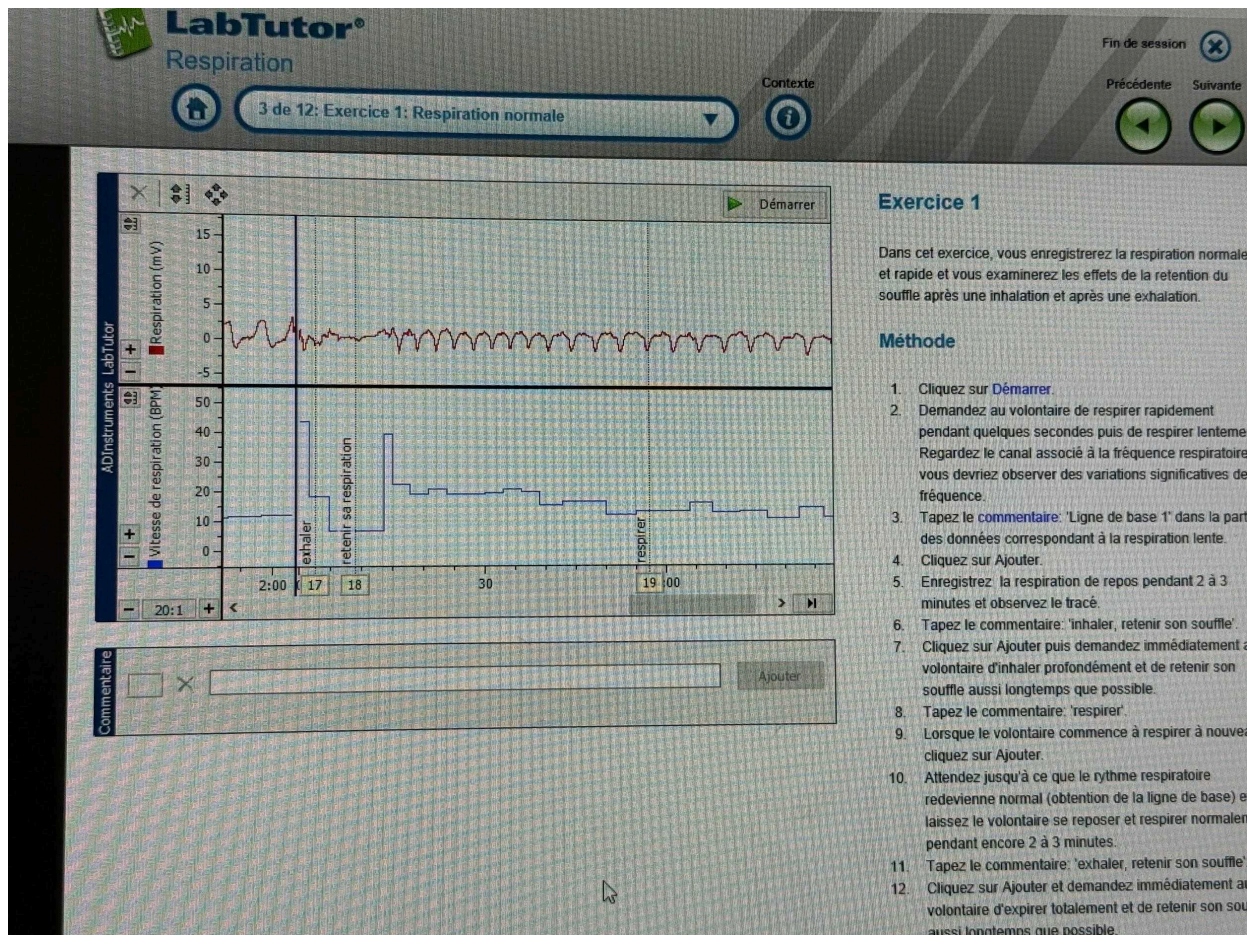 LabTutor®
Respiration
Fin de session
Contexte
Précédente Suivante
3 de 12: Exercice 1: Respiration normale
Démarrer
ADInstruments LabTutor
Respiration (mV)
15
10
5
0
-5
Vitesse de respiration (BPM)
50
40
30
20
10
0
exhaler
retenir sa respiration
respirer
2:00 17 18 30 19 :00
20:1
Commentaire
Ajouter
Exercice 1
Dans cet exercice, vous enregistrerez la respiration normale
et rapide et vous examinerez les effets de la retention du
souffle après une inhalation et après une exhalation.
Méthode
1. Cliquez sur Démarrer.
2. Demandez au volontaire de respirer rapidement
pendant quelques secondes puis de respirer lenteme
Regardez le canal associé à la fréquence respiratoire
vous devriez observer des variations significatives de
fréquence.
3. Tapez le commentaire: 'Ligne de base 1' dans la part
des données correspondant à la respiration lente.
4. Cliquez sur Ajouter.
5. Enregistrez la respiration de repos pendant 2 à 3
minutes et observez le tracé.
6. Tapez le commentaire: 'inhaler, retenir son souffle'.
7. Cliquez sur Ajouter puis demandez immédiatement a
volontaire d'inhaler profondément et de retenir son
souffle aussi longtemps que possible.
8. Tapez le commentaire: 'respirer'.
9. Lorsque le volontaire commence à respirer à nouvea
cliquez sur Ajouter.
10. Attendez jusqu'à ce que le rythme respiratoire
redevienne normal (obtention de la ligne de base) e
laissez le volontaire se reposer et respirer normalem
pendant encore 2 à 3 minutes.
11. Tapez le commentaire: 'exhaler, retenir son souffle'
12. Cliquez sur Ajouter et demandez immédiatement au
volontaire d'expirer totalement et de retenir son sou
aussi longtemps que possible.